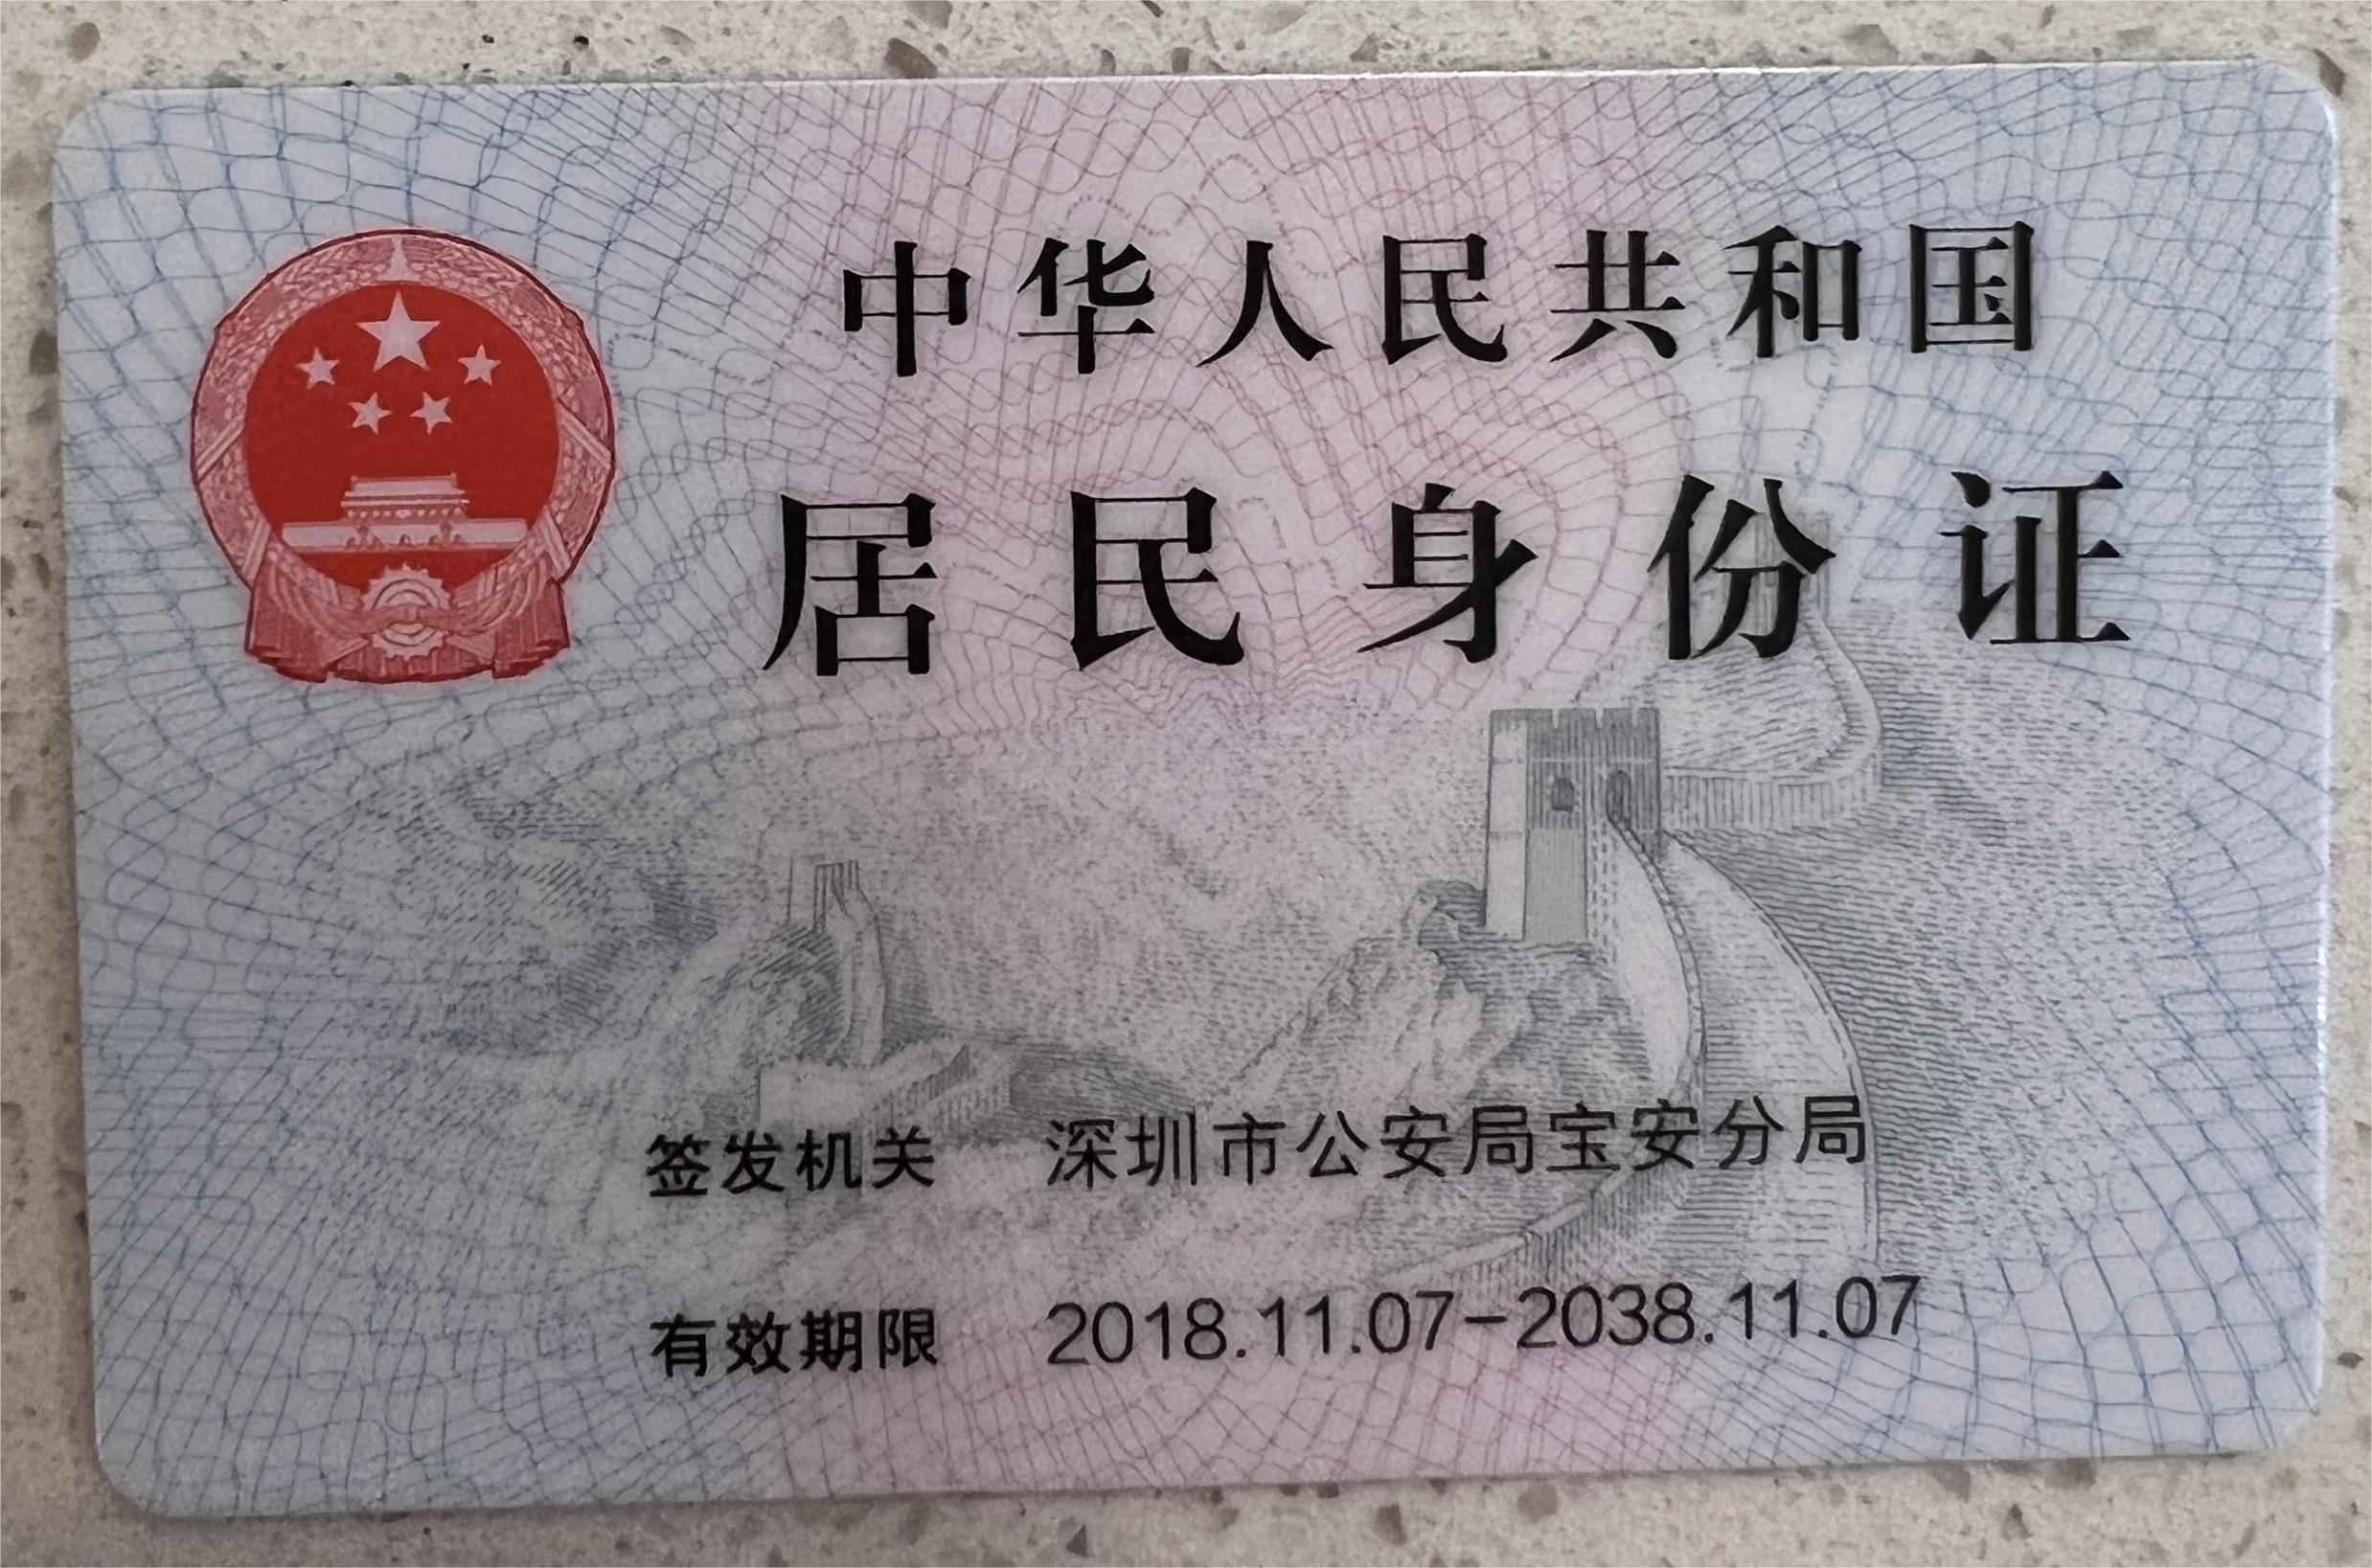 中华人民共和国
居民身份证
签发机关 深圳市公安局宝安分局
有效期限 2018.11.07-2038.11.07